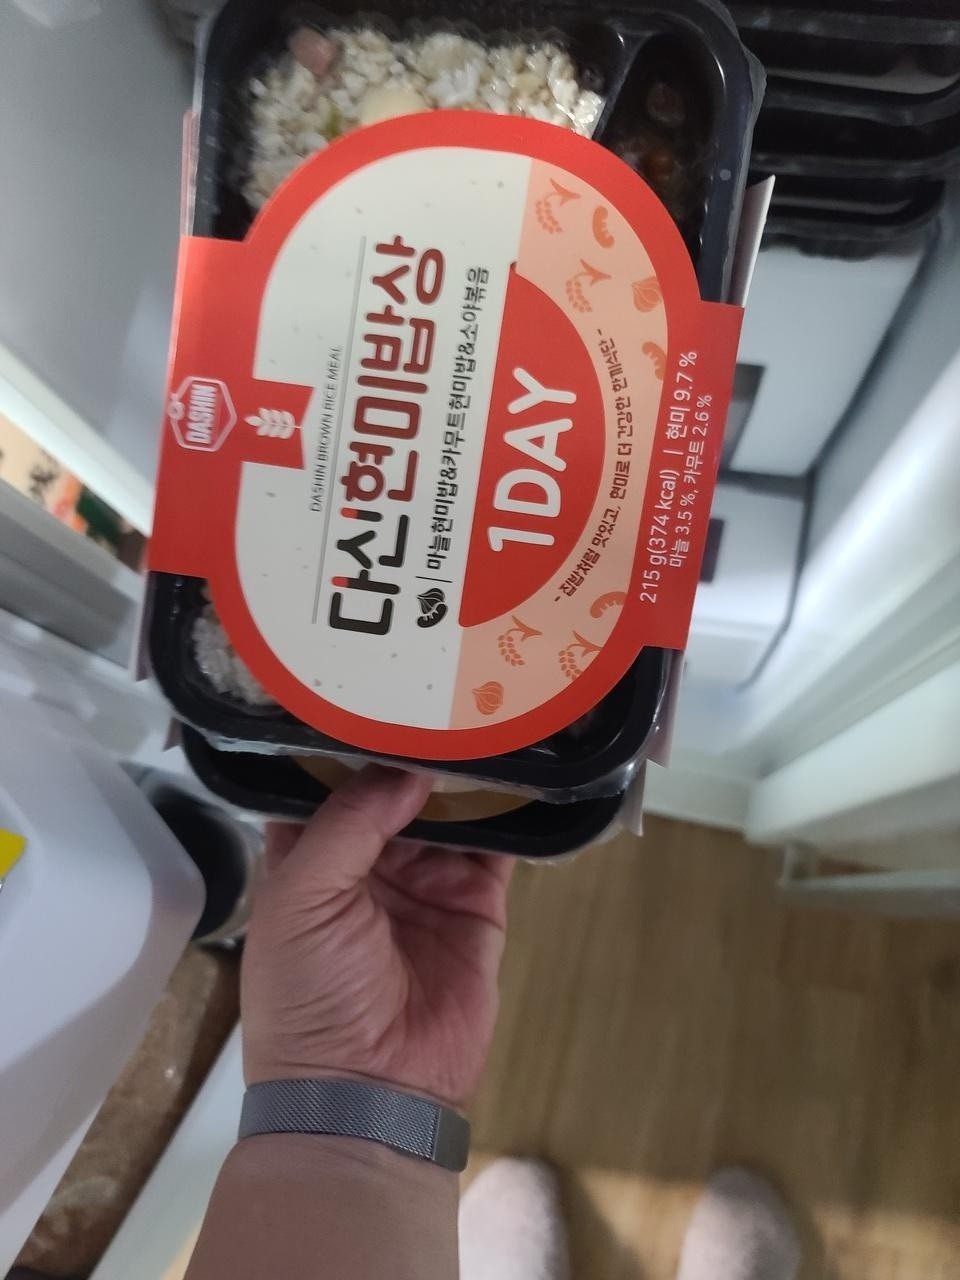 DASHIN
DASHIN BROWN RICE MEAL
다신현미밥상
마늘현미밥&카무트현미밥&소야볶음
1DAY
- 집밥처럼 맛있고, 현미로 더 건강한 한끼식단 -
215 g(374 kcal) | 현미 9.7 %
마늘 3.5 %, 카무트 2.6 %